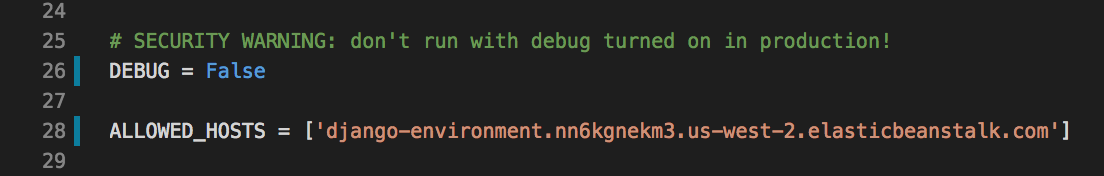 24
25 # SECURITY WARNING: don't run with debug turned on in production!
26 DEBUG = False
27
28 ALLOWED_HOSTS = ['django-environment.nn6kgnekm3.us-west-2.elasticbeanstalk.com']
29